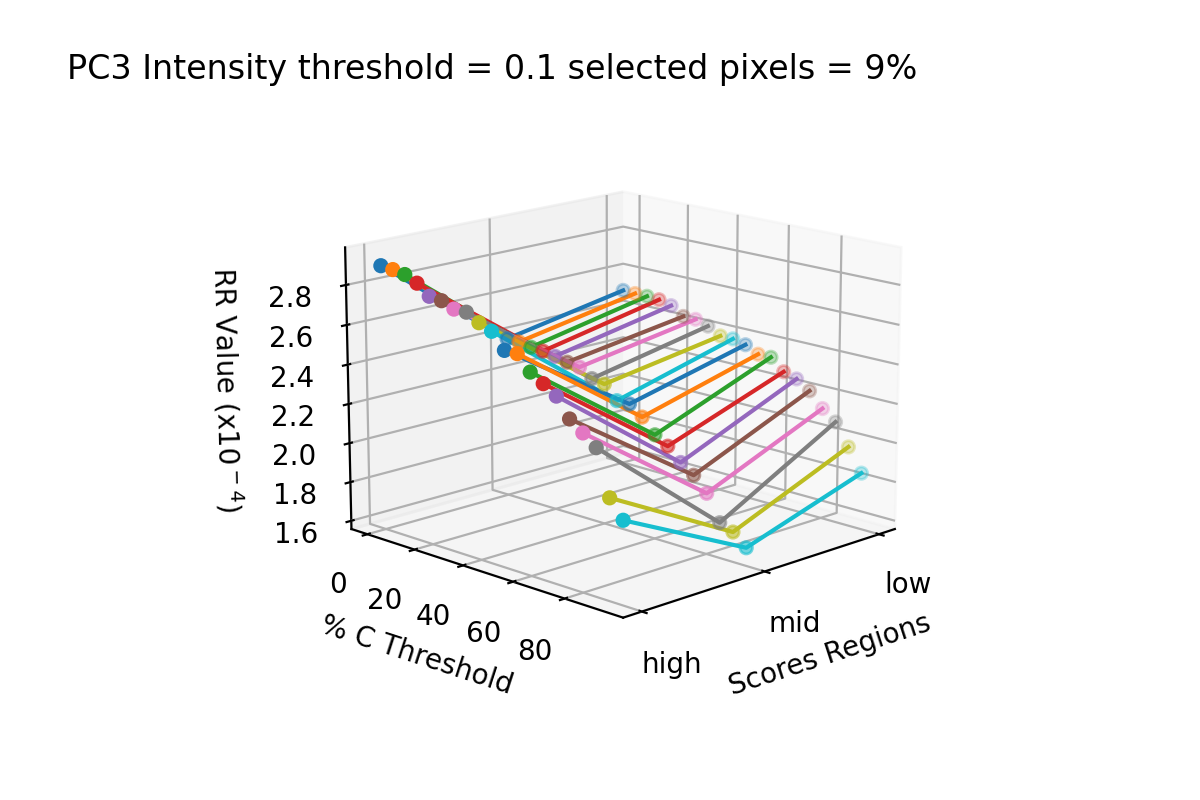 PC3 Intensity threshold = 0.1 selected pixels = 9%
RR Value (x10⁻⁴)
2.8
2.6
2.4
2.2
2.0
1.8
1.6
0
20
40
60
80
% C Threshold
high
mid
low
Scores Regions